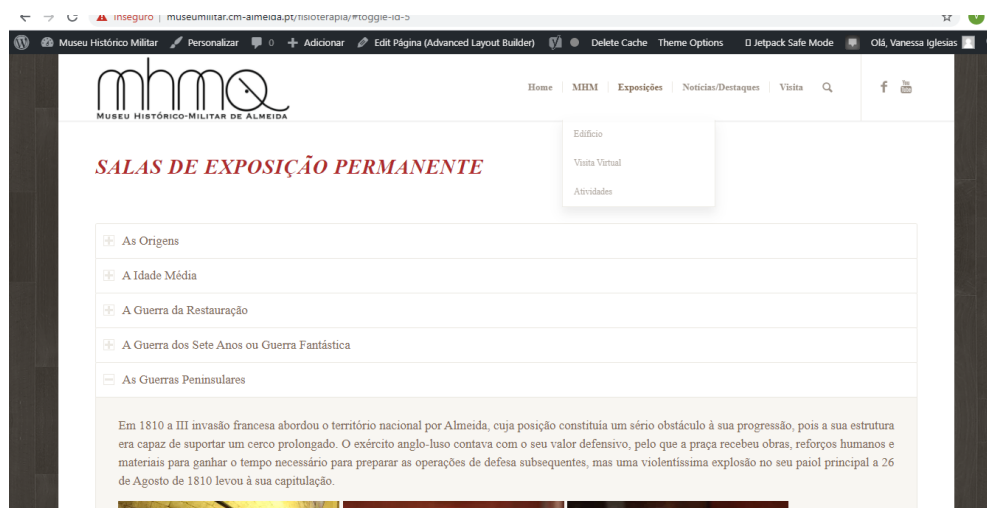 Inseguro | museumilitar.cm-almeida.pt/fisioterapia/#toggle-id-5
V
Museu Histórico Militar Personalizar 0 + Adicionar Edit Página (Advanced Layout Builder) Delete Cache Theme Options Jetpack Safe Mode Olá, Vanessa Iglesias
mhma
MUSEU HISTÓRICO-MILITAR DE ALMEIDA
Home MHM Exposições Notícias/Destaques Visita f You Tube
Edifício
Visita Virtual
Atividades
SALAS DE EXPOSIÇÃO PERMANENTE
As Origens
A Idade Média
A Guerra da Restauração
A Guerra dos Sete Anos ou Guerra Fantástica
As Guerras Peninsulares
Em 1810 a III invasão francesa abordou o território nacional por Almeida, cuja posição constituía um sério obstáculo à sua progressão, pois a sua estrutura
era capaz de suportar um cerco prolongado. O exército anglo-luso contava com o seu valor defensivo, pelo que a praça recebeu obras, reforços humanos e
materiais para ganhar o tempo necessário para preparar as operações de defesa subsequentes, mas uma violentíssima explosão no seu paiol principal a 26
de Agosto de 1810 levou à sua capitulação.